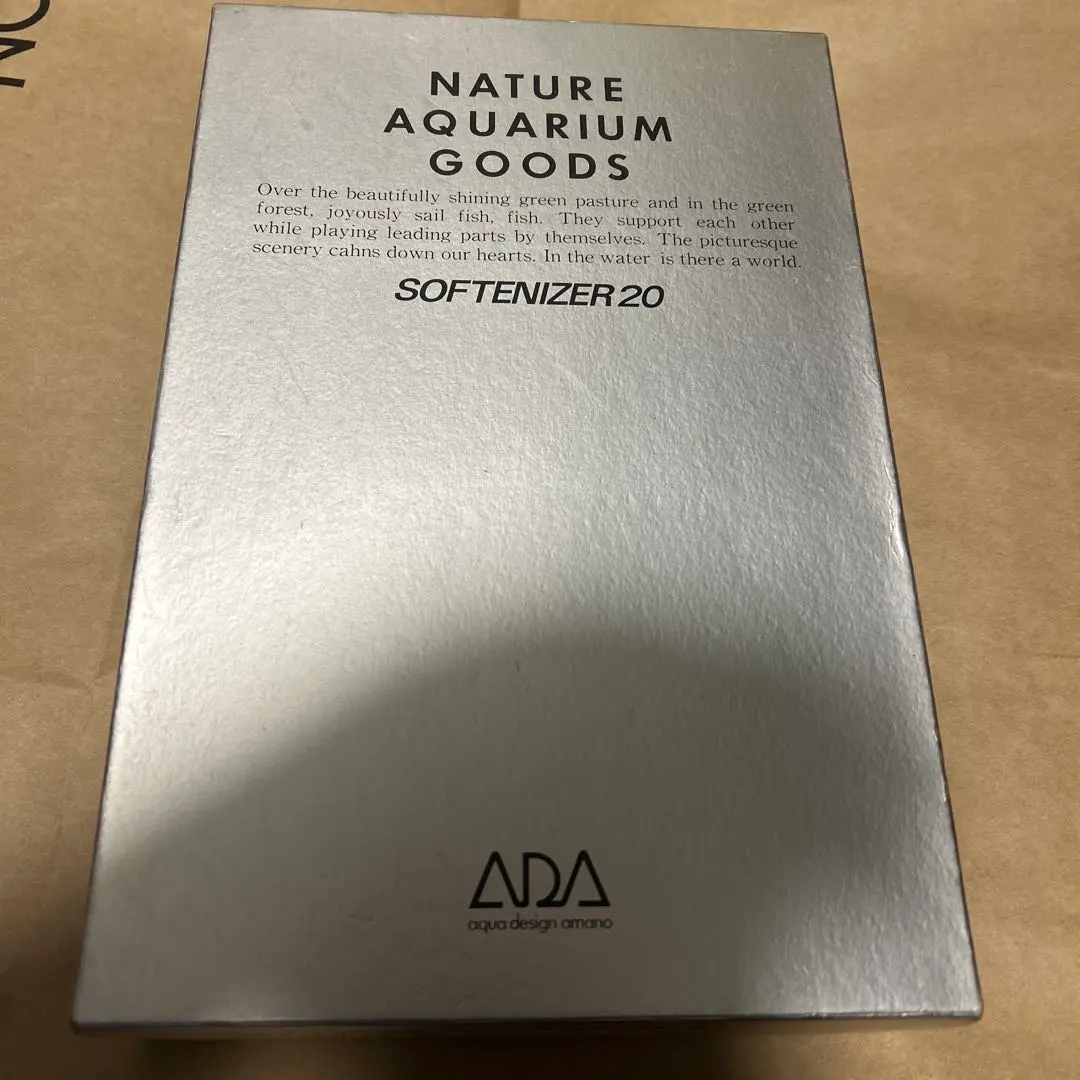 NO
NATURE
AQUARIUM
GOODS
Over the beautifully shining green pasture and in the green
forest, joyously sail fish, fish. They support each other
while playing leading parts by themselves. The picturesque
scenery cahns down our hearts. In the water is there a world.
SOFTENIZER 20
ADA
aqua design amano